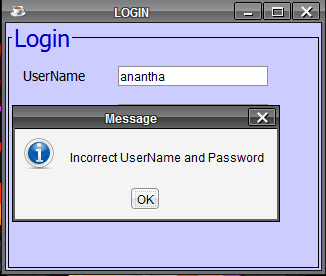 LOGIN
Login
UserName anantha
Message
Incorrect UserName and Password
OK